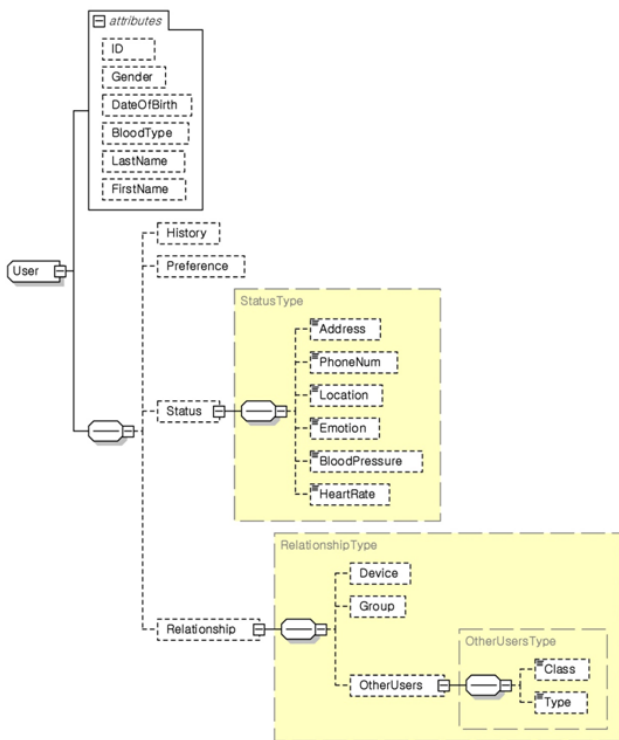 attributes
ID
Gender
DateOfBirth
BloodType
LastName
FirstName
User
History
Preference
StatusType
Address
PhoneNum
Location
Status
Emotion
BloodPressure
HeartRate
RelationshipType
Device
Group
Relationship
OtherUsersType
Class
OtherUsers
Type